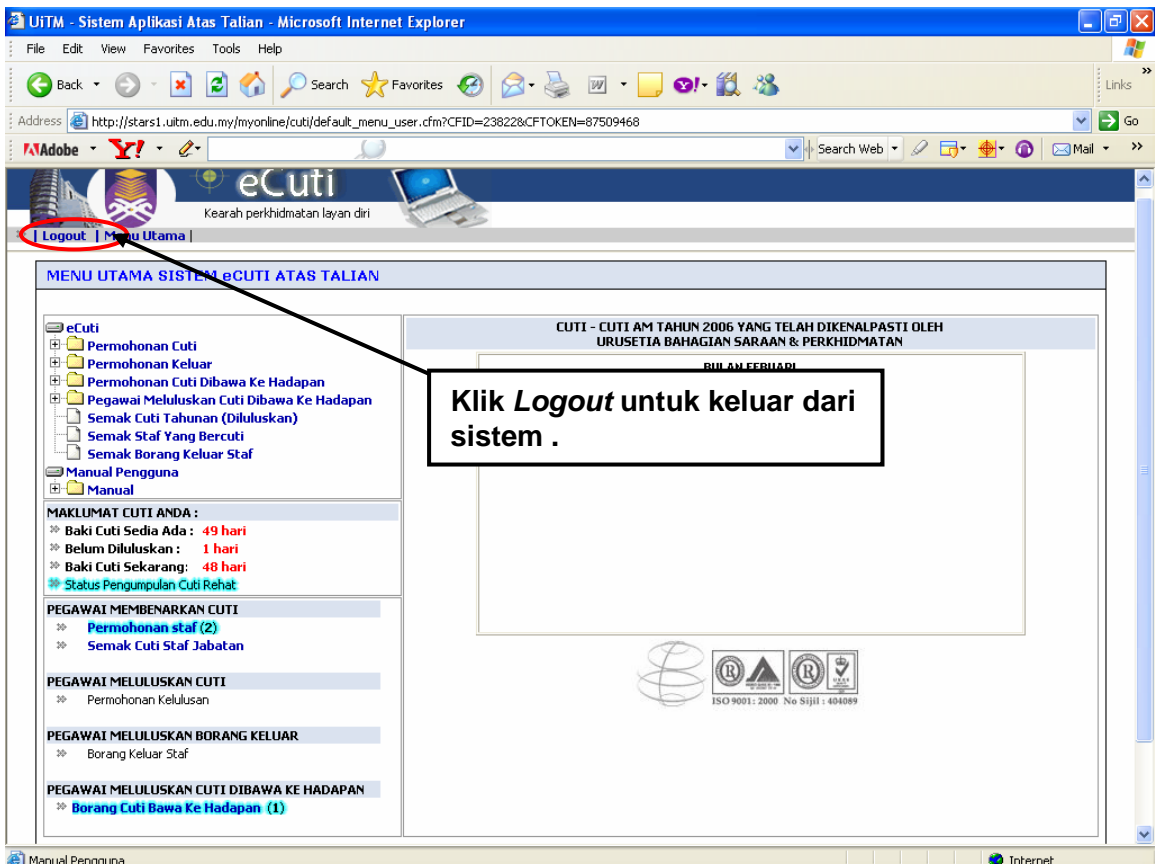 UiTM - Sistem Aplikasi Atas Talian - Microsoft Internet Explorer
File Edit View Favorites Tools Help
Back Search Favorites Links
Address http://stars1.uitm.edu.my/myonline/cuti/default_menu_user.cfm?CFID=23822&CFTOKEN=87509468 Go
Adobe Y! Search Web Mail
eCuti
Kearah perkhidmatan layan diri
| Logout | Menu Utama |
MENU UTAMA SISTEM eCUTI ATAS TALIAN
eCuti
Permohonan Cuti
Permohonan Keluar
Permohonan Cuti Dibawa Ke Hadapan
Pegawai Meluluskan Cuti Dibawa Ke Hadapan
Semak Cuti Tahunan (Diluluskan)
Semak Staf Yang Bercuti
Semak Borang Keluar Staf
Manual Pengguna
Manual
MAKLUMAT CUTI ANDA :
Baki Cuti Sedia Ada : 49 hari
Belum Diluluskan : 1 hari
Baki Cuti Sekarang: 48 hari
Status Pengumpulan Cuti Rehat
PEGAWAI MEMBENARKAN CUTI
Permohonan staf (2)
Semak Cuti Staf Jabatan
PEGAWAI MELULUSKAN CUTI
Permohonan Kelulusan
PEGAWAI MELULUSKAN BORANG KELUAR
Borang Keluar Staf
PEGAWAI MELULUSKAN CUTI DIBAWA KE HADAPAN
Borang Cuti Bawa Ke Hadapan (1)
CUTI - CUTI AM TAHUN 2006 YANG TELAH DIKENALPASTI OLEH
URUSETIA BAHAGIAN SARAAN & PERKHIDMATAN
BULAN FEBRUARI
Klik Logout untuk keluar dari
sistem .
ISO 9001: 2000 No Sijil : 404089
Manual Pengguna Internet